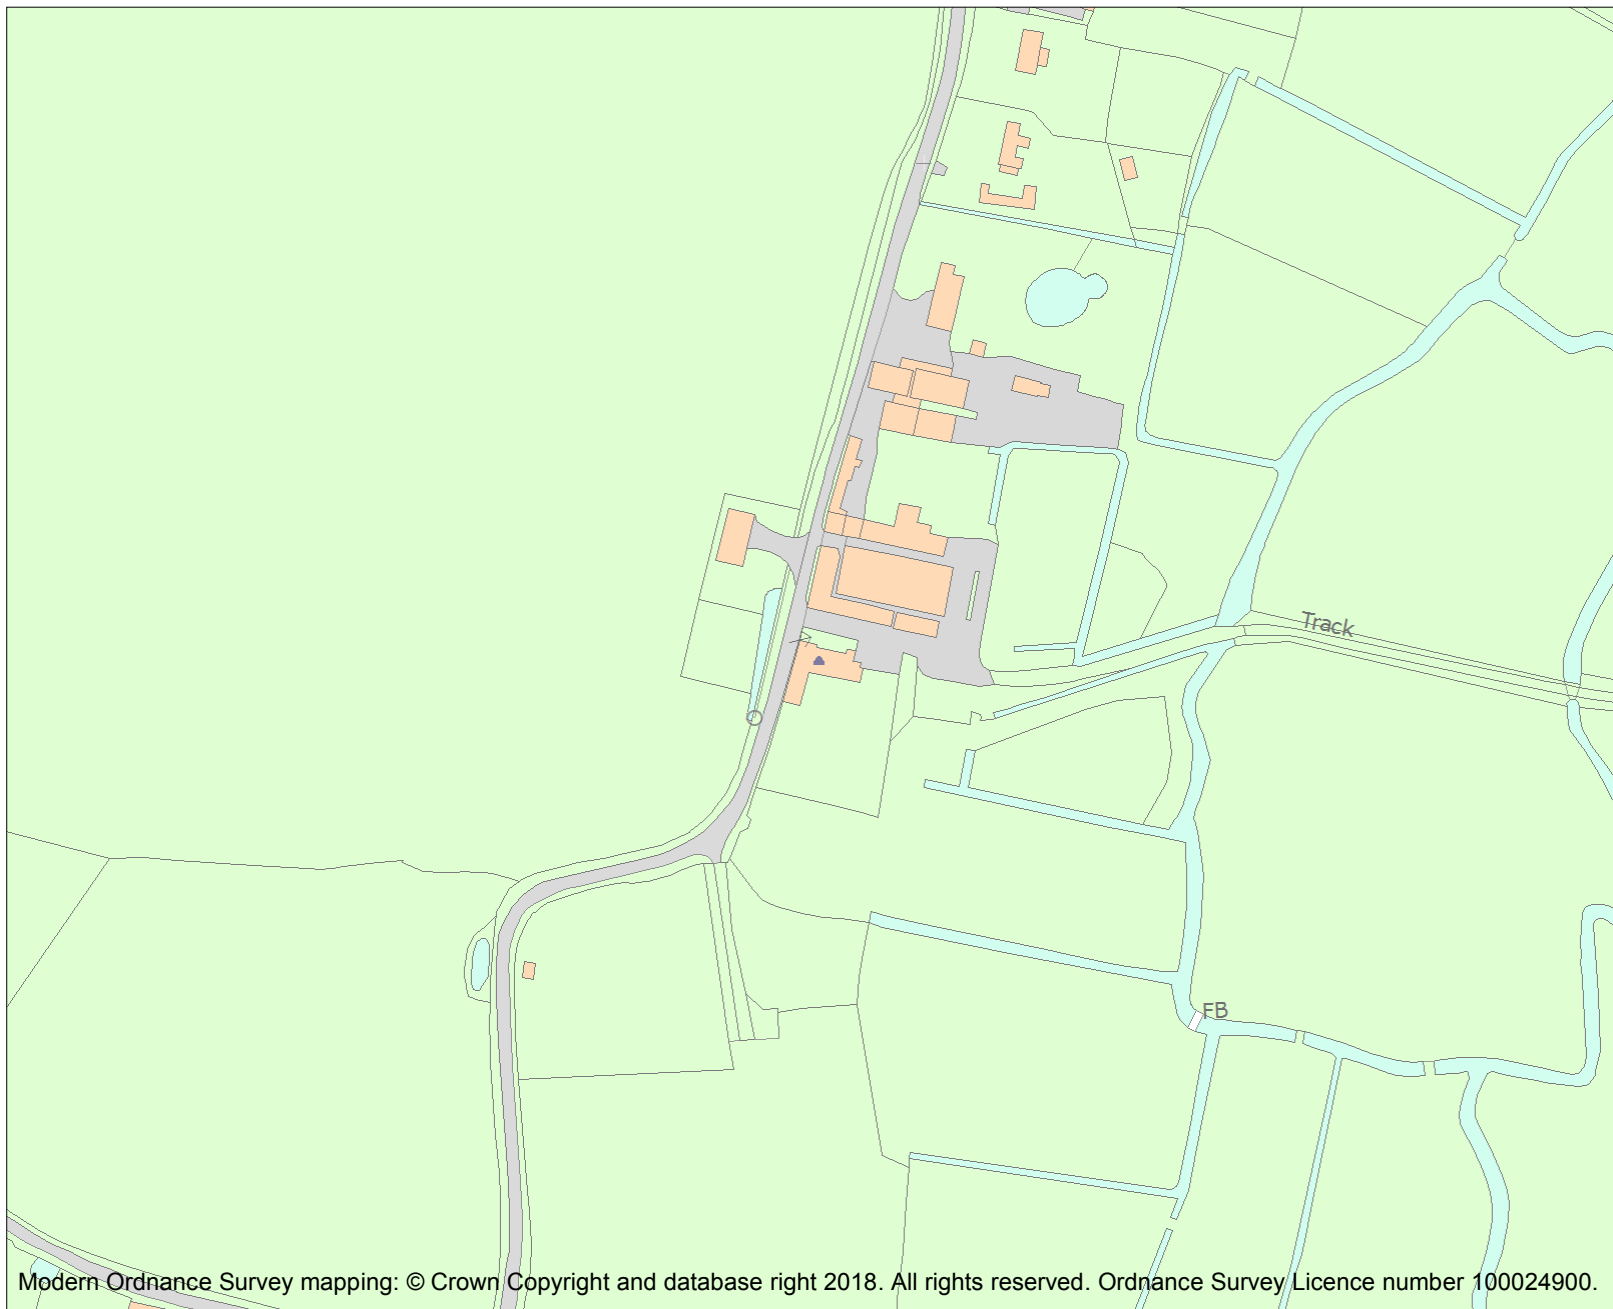 Track
FB
Modern Ordnance Survey mapping: © Crown Copyright and database right 2018. All rights reserved. Ordnance Survey Licence number 100024900.